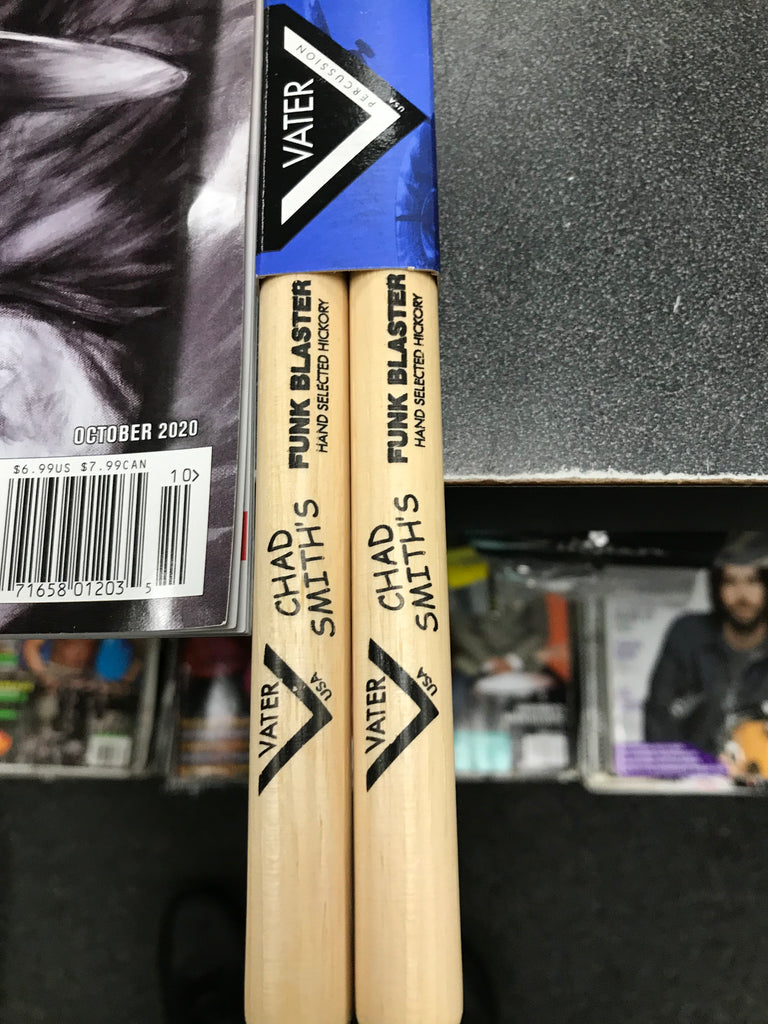 VATER
PERCUSSION
USA
OCTOBER 2020
$6.99US $7.99CAN
10>
71658 01203 5
FUNK BLASTER
HAND SELECTED HICKORY
CHAD
SMITH'S
VATER
USA
FUNK BLASTER
HAND SELECTED HICKORY
CHAD
SMITH'S
VATER
USA